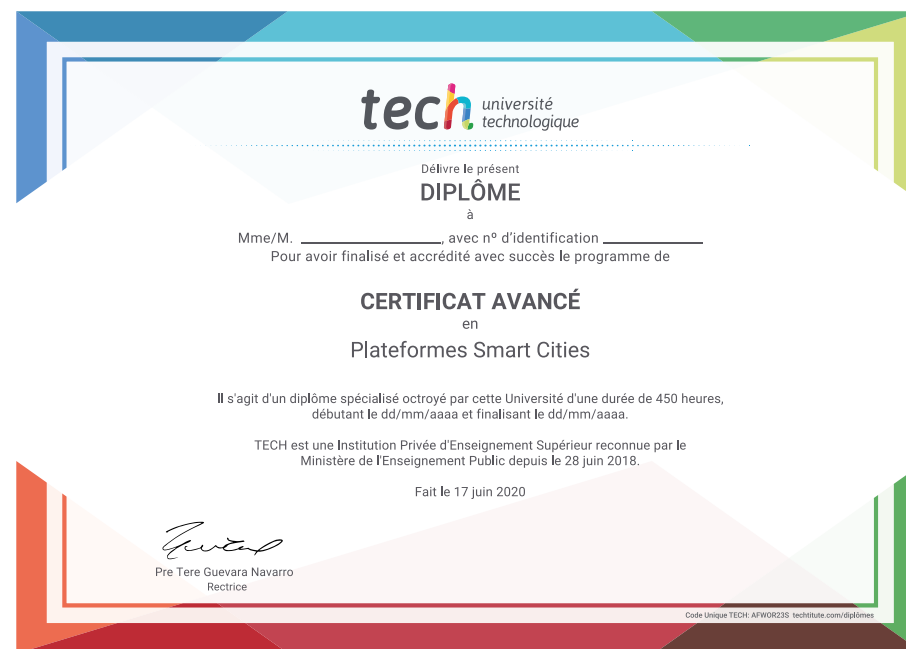 tech université
technologique
Délivre le présent
DIPLÔME
à
Mme/M. ____________________, avec nº d'identification ______________
Pour avoir finalisé et accrédité avec succès le programme de
CERTIFICAT AVANCÉ
en
Plateformes Smart Cities
Il s'agit d'un diplôme spécialisé octroyé par cette Université d'une durée de 450 heures,
débutant le dd/mm/aaaa et finalisant le dd/mm/aaaa.
TECH est une Institution Privée d'Enseignement Supérieur reconnue par le
Ministère de l'Enseignement Public depuis le 28 juin 2018.
Fait le 17 juin 2020
Pre Tere Guevara Navarro
Rectrice
Code Unique TECH: AFWOR23S techtitute.com/diplômes